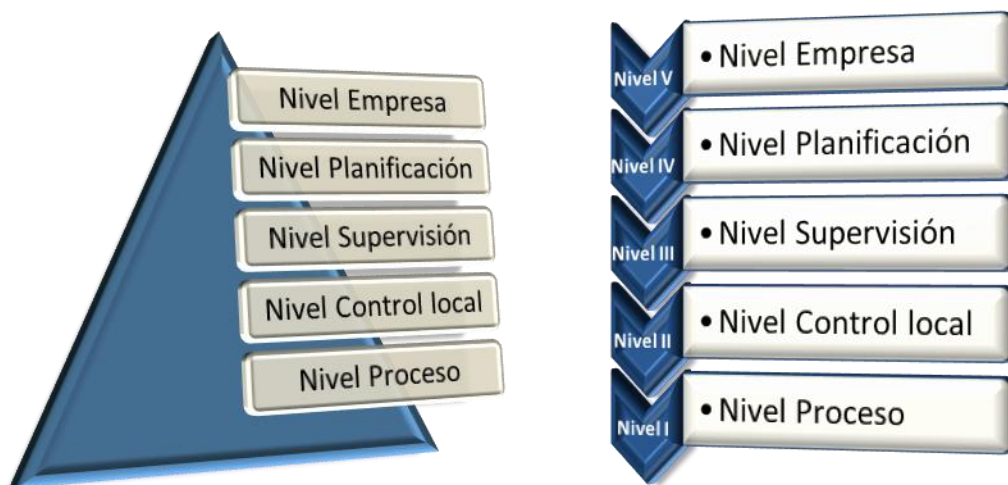 Nivel Empresa
Nivel Planificación
Nivel Supervisión
Nivel Control local
Nivel Proceso
Nivel V
• Nivel Empresa
Nivel IV
• Nivel Planificación
Nivel III
• Nivel Supervisión
Nivel II
• Nivel Control local
Nivel I
• Nivel Proceso